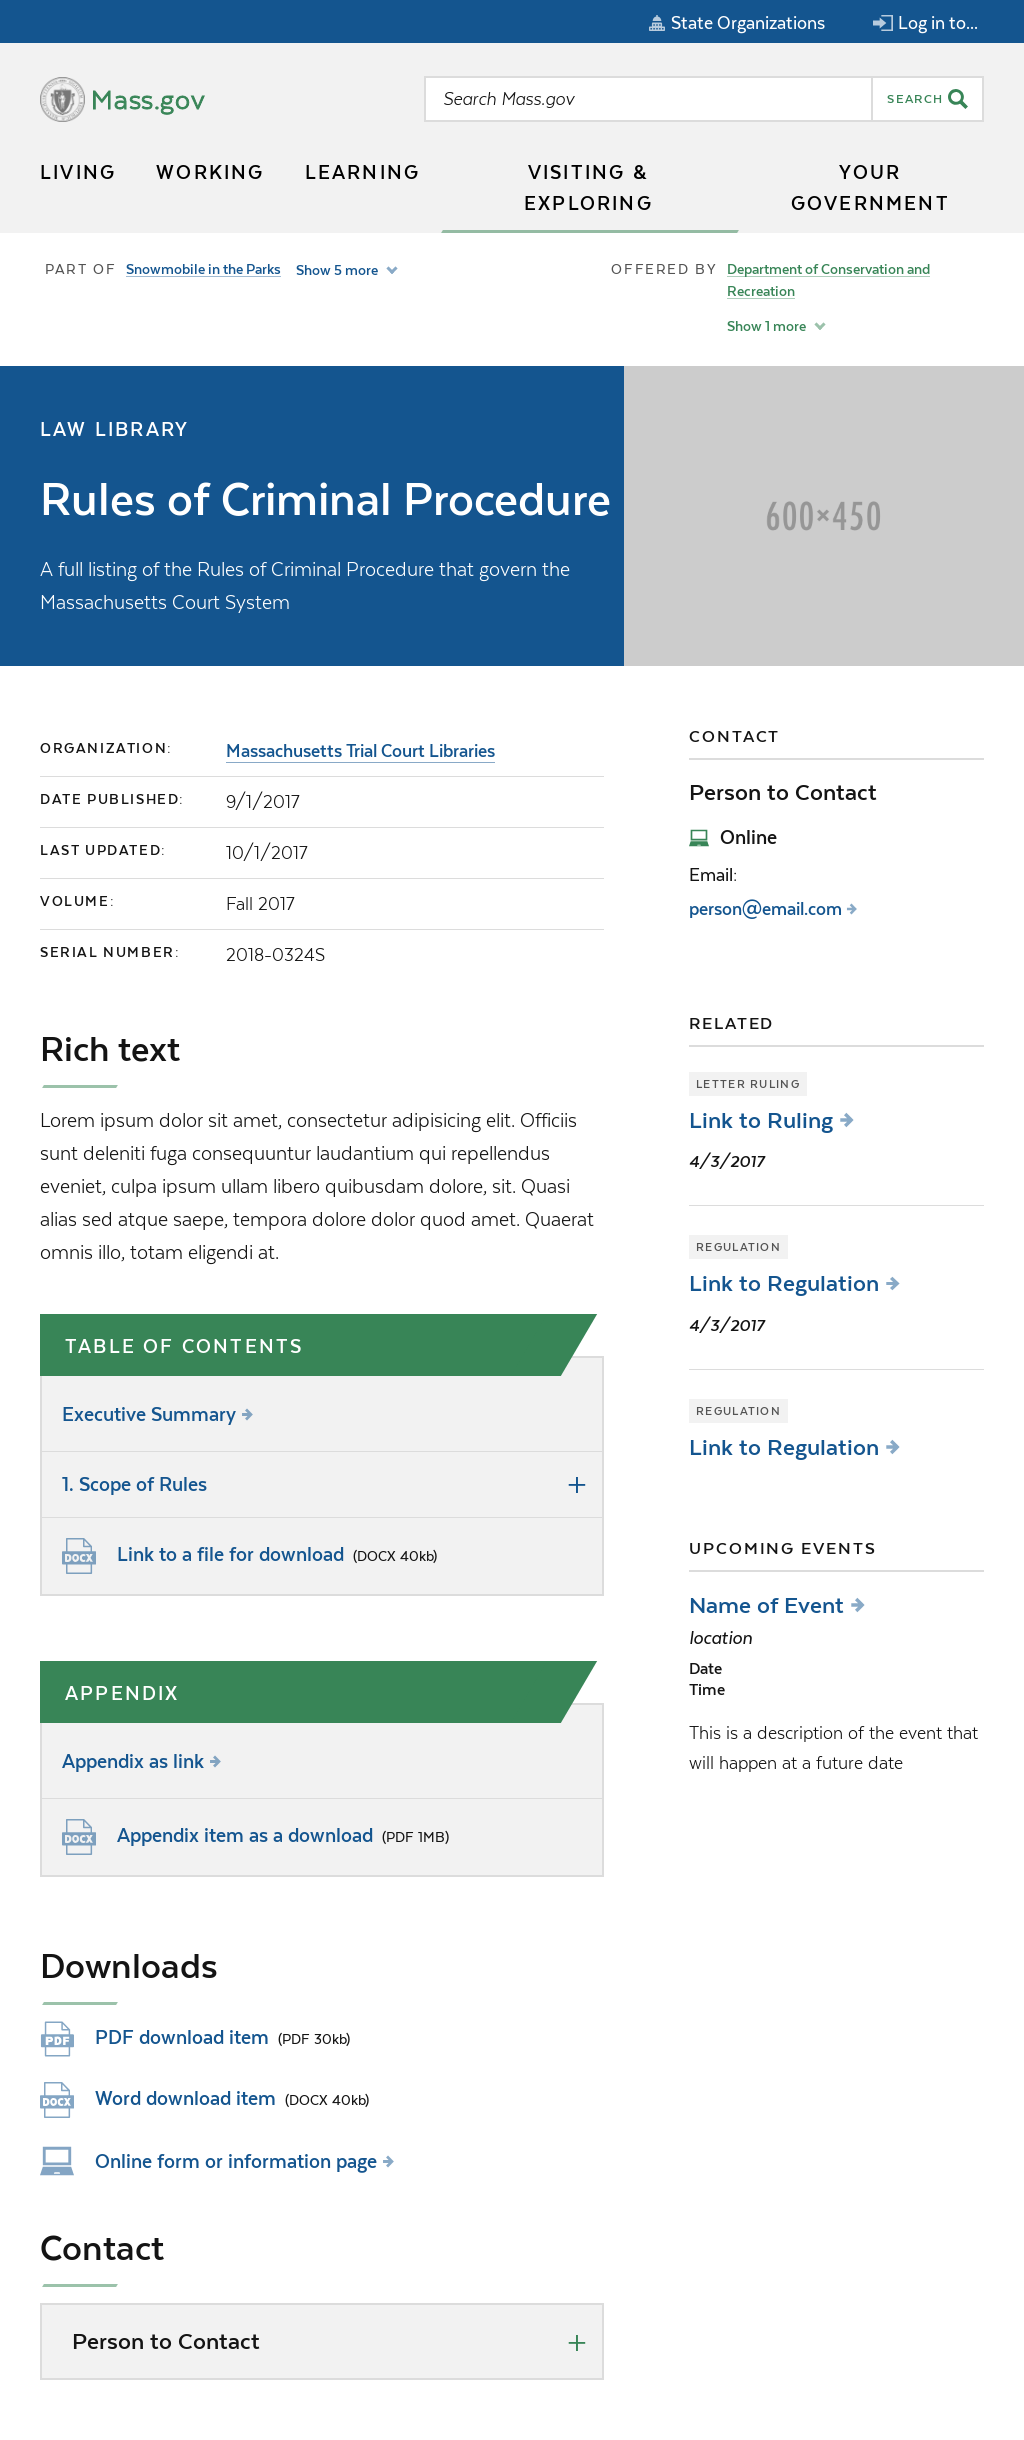 State Organizations
Log in to...
Mass.gov
Search Mass.gov
SEARCH
LIVING
WORKING
LEARNING
VISITING &
EXPLORING
YOUR
GOVERNMENT
PART OF Snowmobile in the Parks Show 5 more
OFFERED BY Department of Conservation and
Recreation
Show 1 more
LAW LIBRARY
Rules of Criminal Procedure
A full listing of the Rules of Criminal Procedure that govern the
Massachusetts Court System
600×450
ORGANIZATION: Massachusetts Trial Court Libraries
DATE PUBLISHED: 9/1/2017
LAST UPDATED: 10/1/2017
VOLUME: Fall 2017
SERIAL NUMBER: 2018-0324S
Rich text
Lorem ipsum dolor sit amet, consectetur adipisicing elit. Officiis
sunt deleniti fuga consequuntur laudantium qui repellendus
eveniet, culpa ipsum ullam libero quibusdam dolore, sit. Quasi
alias sed atque saepe, tempora dolore dolor quod amet. Quaerat
omnis illo, totam eligendi at.
TABLE OF CONTENTS
Executive Summary
1. Scope of Rules
DOCX Link to a file for download (DOCX 40kb)
APPENDIX
Appendix as link
DOCX Appendix item as a download (PDF 1MB)
Downloads
PDF PDF download item (PDF 30kb)
DOCX Word download item (DOCX 40kb)
Online form or information page
Contact
Person to Contact
CONTACT
Person to Contact
Online
Email:
person@email.com
RELATED
LETTER RULING
Link to Ruling
4/3/2017
REGULATION
Link to Regulation
4/3/2017
REGULATION
Link to Regulation
UPCOMING EVENTS
Name of Event
location
Date
Time
This is a description of the event that
will happen at a future date